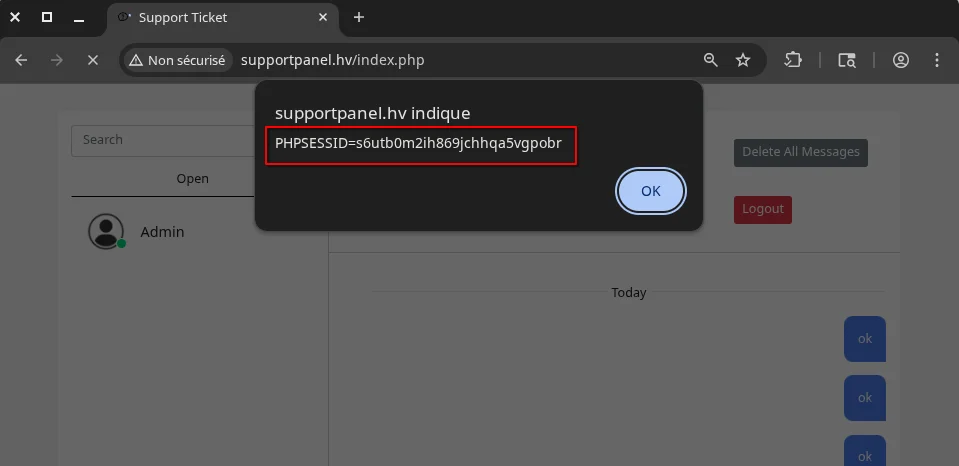 Support Ticket
Non sécurisé
supportpanel.hv/index.php
supportpanel.hv indique
PHPSESSID=s6utb0m2ih869jchhqa5vgpobr
OK
Search
Open
Admin
Delete All Messages
Logout
Today
ok
ok
ok